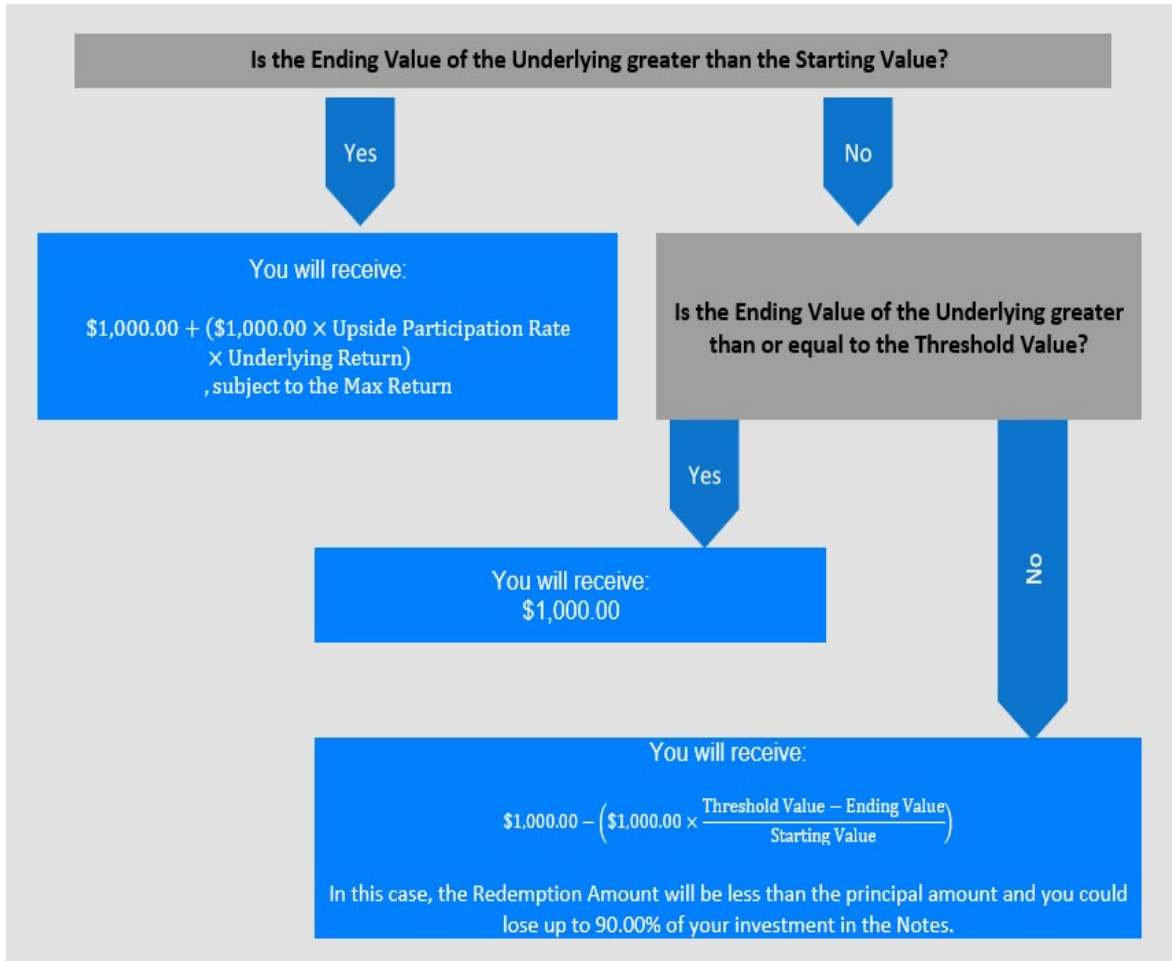 Is the Ending Value of the Underlying greater than the Starting Value?
Yes
No
You will receive:
$1,000.00 + ($1,000.00 × Upside Participation Rate
× Underlying Return)
, subject to the Max Return
Is the Ending Value of the Underlying greater
than or equal to the Threshold Value?
Yes
No
You will receive:
$1,000.00
You will receive:
$1,000.00 − ($1,000.00 × Threshold Value − Ending Value / Starting Value)
In this case, the Redemption Amount will be less than the principal amount and you could
lose up to 90.00% of your investment in the Notes.